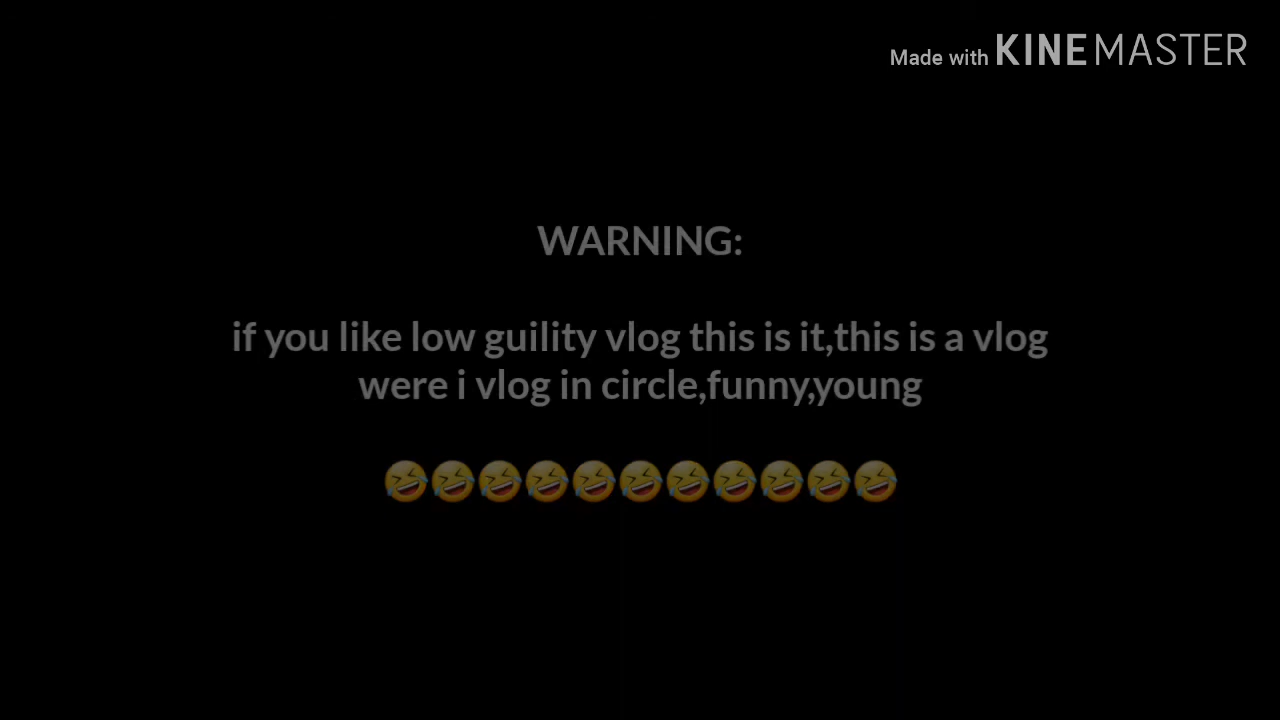 Made with KINEMASTER
WARNING:
if you like low guility vlog this is it,this is a vlog
were i vlog in circle,funny,young
🤣🤣🤣🤣🤣🤣🤣🤣🤣🤣🤣